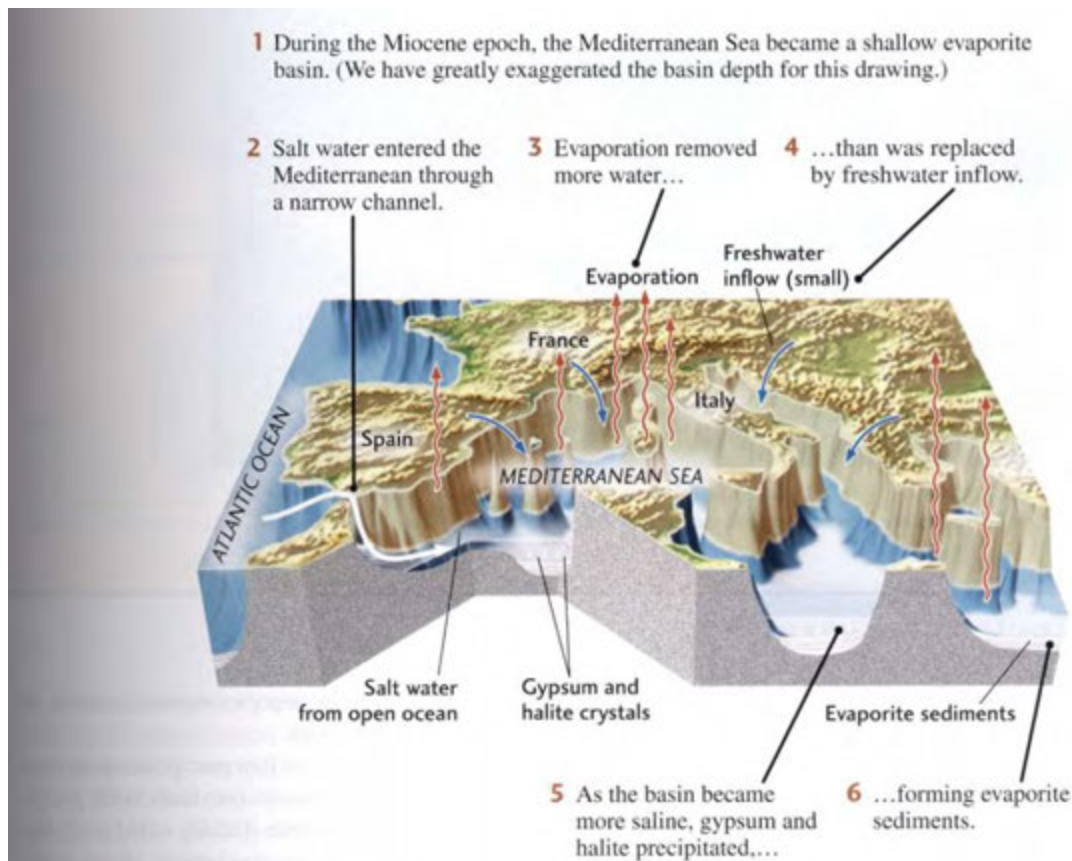 1 During the Miocene epoch, the Mediterranean Sea became a shallow evaporite
basin. (We have greatly exaggerated the basin depth for this drawing.)
2 Salt water entered the
Mediterranean through
a narrow channel.
3 Evaporation removed
more water…
4 …than was replaced
by freshwater inflow.
Freshwater
inflow (small)
Evaporation
France
Italy
Spain
MEDITERRANEAN SEA
ATLANTIC OCEAN
Salt water
from open ocean
Gypsum and
halite crystals
Evaporite sediments
5 As the basin became
more saline, gypsum and
halite precipitated,…
6 …forming evaporite
sediments.